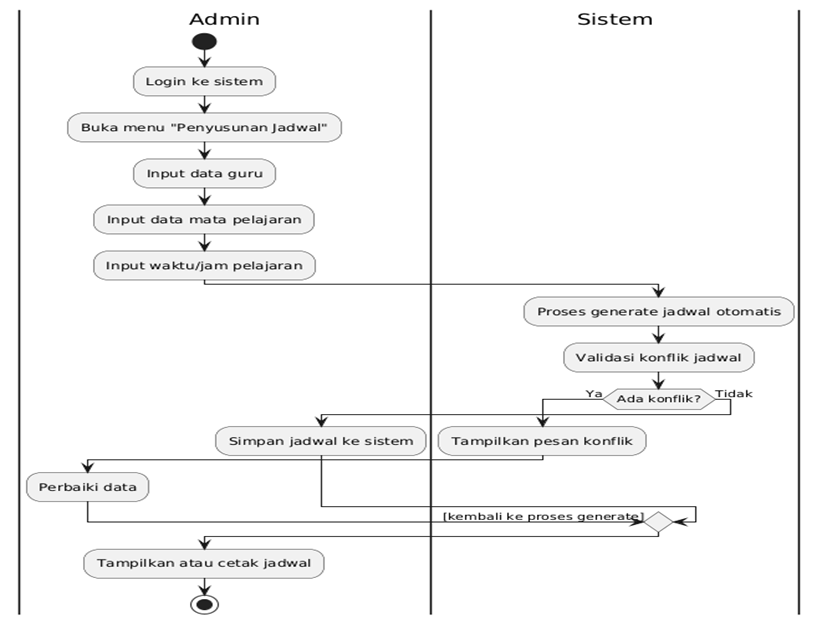 Admin
Sistem
Login ke sistem
Buka menu "Penyusunan Jadwal"
Input data guru
Input data mata pelajaran
Input waktu/jam pelajaran
Proses generate jadwal otomatis
Validasi konflik jadwal
Ya
Ada konflik?
Tidak
Simpan jadwal ke sistem
Tampilkan pesan konflik
Perbaiki data
[kembali ke proses generate]
Tampilkan atau cetak jadwal